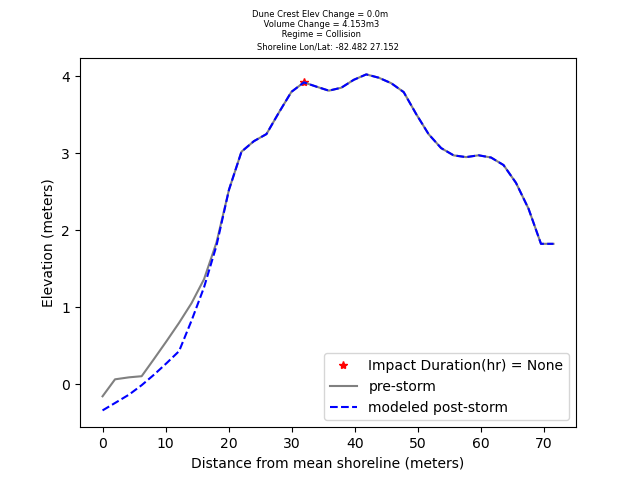 Dune Crest Elev Change = 0.0m
Volume Change = 4.153m3
Regime = Collision
Shoreline Lon/Lat: -82.482 27.152
4
3
2
1
0
Elevation (meters)
Impact Duration(hr) = None
pre-storm
modeled post-storm
0 10 20 30 40 50 60 70
Distance from mean shoreline (meters)